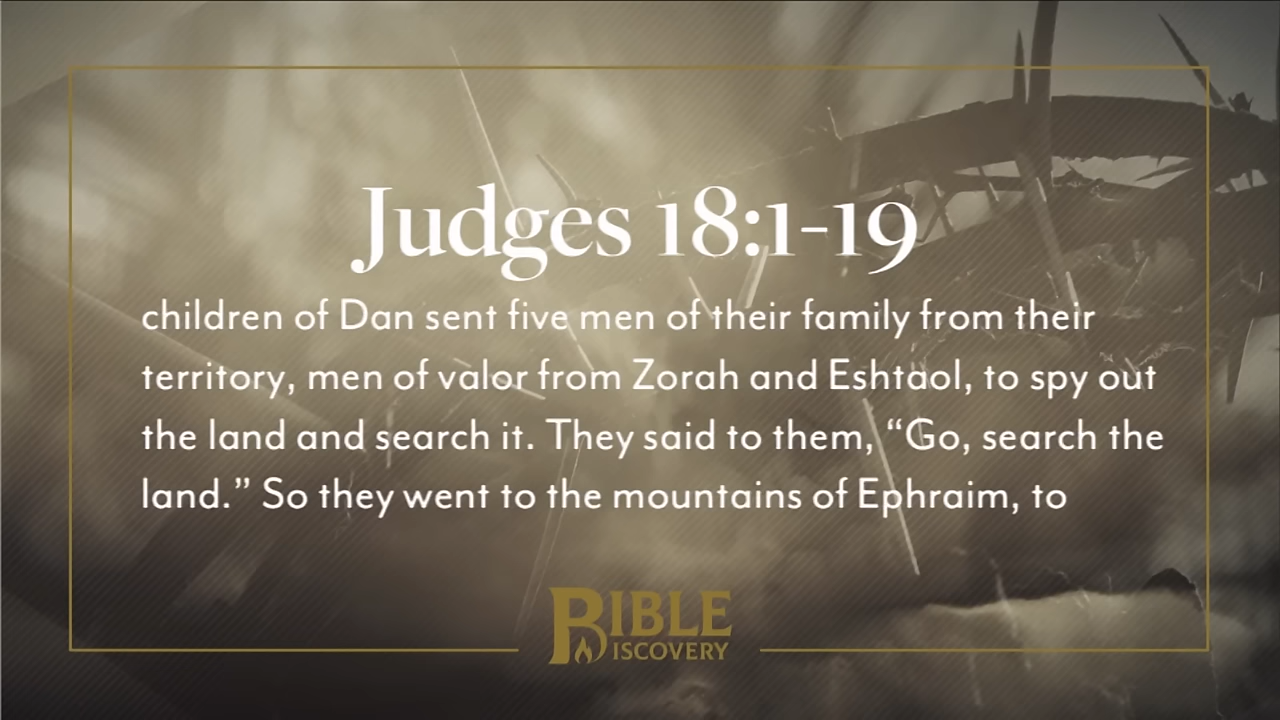 Judges 18:1-19
children of Dan sent five men of their family from their
territory, men of valor from Zorah and Eshtaol, to spy out
the land and search it. They said to them, “Go, search the
land.” So they went to the mountains of Ephraim, to
BIBLE
DISCOVERY